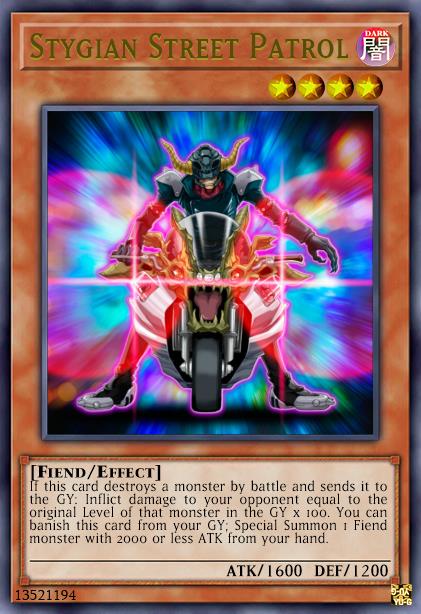 Stygian Street Patrol
DARK
闇
[Fiend/Effect]
If this card destroys a monster by battle and sends it to
the GY: Inflict damage to your opponent equal to the
original Level of that monster in the GY x 100. You can
banish this card from your GY; Special Summon 1 Fiend
monster with 2000 or less ATK from your hand.
ATK/1600 DEF/1200
13521194